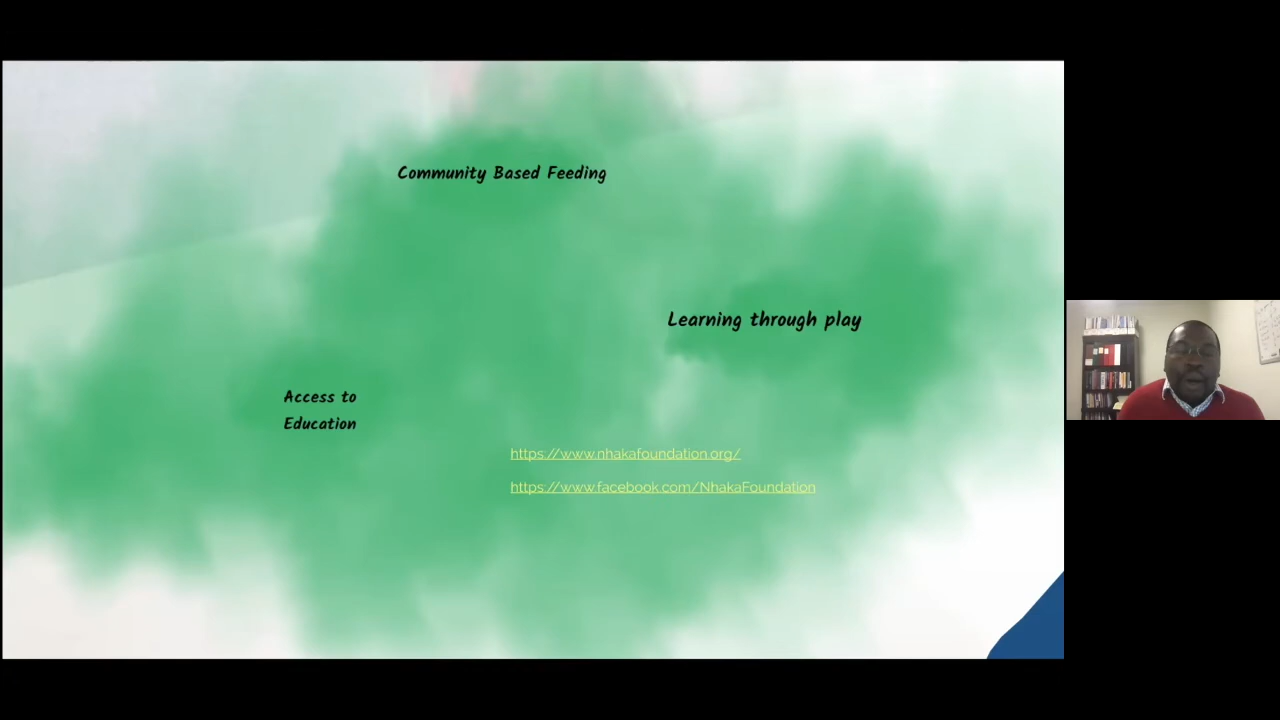 Community Based Feeding
Learning through play
Access to
Education
https://www.nhakafoundation.org/
https://www.facebook.com/NhakaFoundation